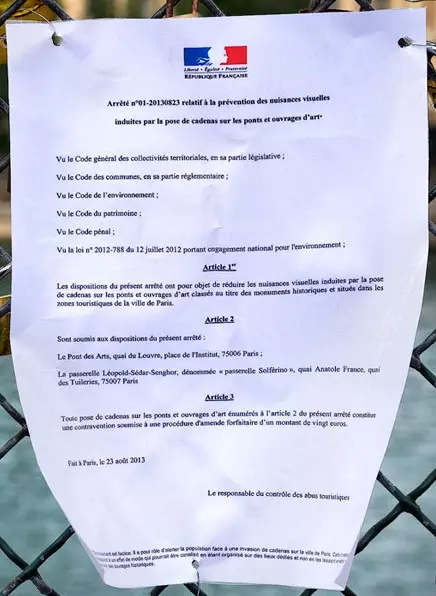 Liberté • Égalité • Fraternité
RÉPUBLIQUE FRANÇAISE
Arrêté n°01-20130823 relatif à la prévention des nuisances visuelles
induites par la pose de cadenas sur les ponts et ouvrages d'art*
Vu le Code général des collectivités territoriales, en sa partie législative ;
Vu le Code des communes, en sa partie réglementaire ;
Vu le Code de l'environnement ;
Vu le Code du patrimoine ;
Vu le Code pénal ;
Vu la loi n° 2012-788 du 12 juillet 2012 portant engagement national pour l'environnement ;
Article 1er
Les dispositions du présent arrêté ont pour objet de réduire les nuisances visuelles induites par la pose
de cadenas sur les ponts et ouvrages d'art classés au titre des monuments historiques et situés dans les
zones touristiques de la ville de Paris.
Article 2
Sont soumis aux dispositions du présent arrêté :
Le Pont des Arts, quai du Louvre, place de l'Institut, 75006 Paris ;
La passerelle Léopold-Sédar-Senghor, dénommée « passerelle Solférino », quai Anatole France, quai
des Tuileries, 75007 Paris
Article 3
Toute pose de cadenas sur les ponts et ouvrages d'art énumérés à l'article 2 du présent arrêté constitue
une contravention soumise à une procédure d'amende forfaitaire d'un montant de vingt euros.
Fait à Paris, le 23 août 2013
Le responsable du contrôle des abus touristiques
document est factice. Il a pour rôle d'alerter la population face à une invasion de cadenas sur la ville de Paris.
un effet de mode qui pourrait être canalisé en étant organisé sur des lieux dédiés et non en les laissant
les ouvrages historiques.